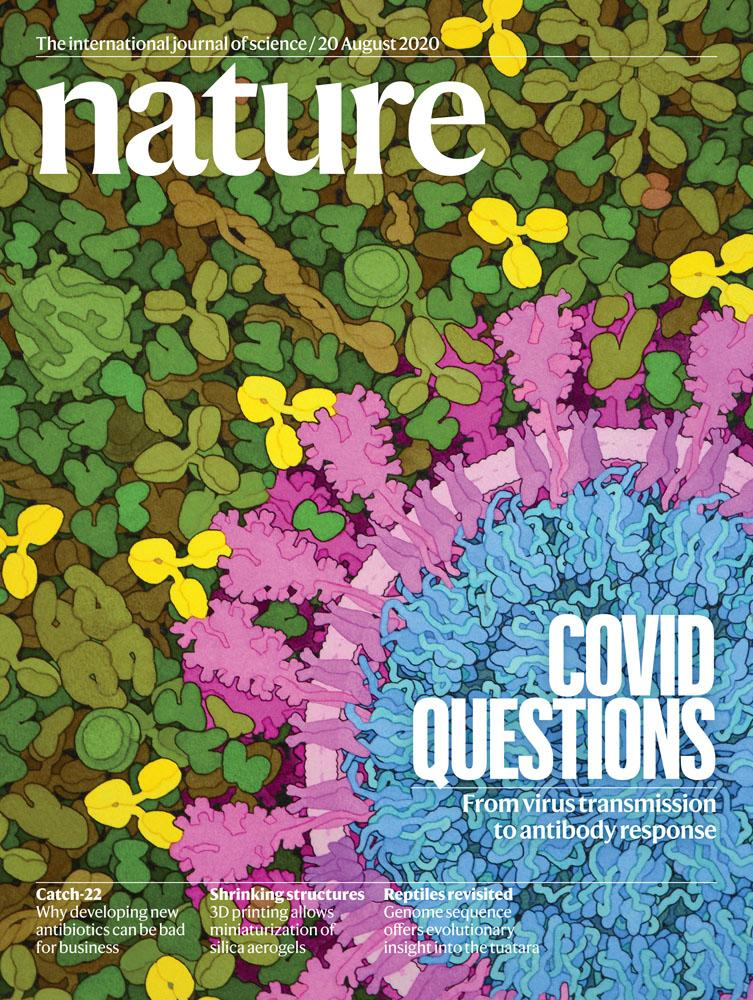 The international journal of science / 20 August 2020
nature
COVID
QUESTIONS
From virus transmission
to antibody response
Catch-22
Why developing new
antibiotics can be bad
for business
Shrinking structures
3D printing allows
miniaturization of
silica aerogels
Reptiles revisited
Genome sequence
offers evolutionary
insight into the tuatara